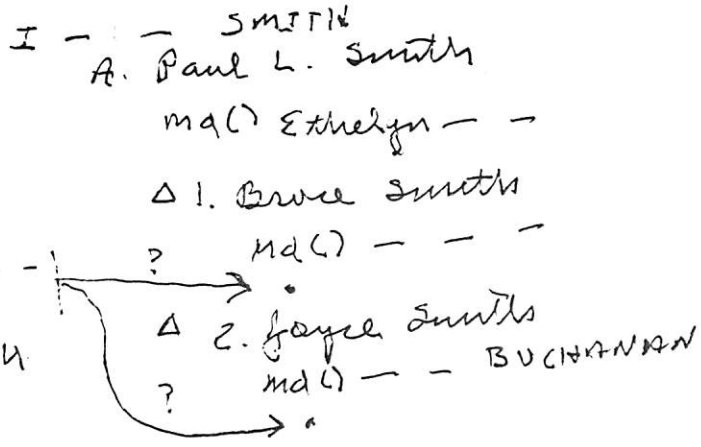 I - - SMITH
A. Paul L. Smith
md() Ethelyn - -
Δ 1. Bruce Smith
md() - - -
?
Δ 2. Joyce Smith
md() - - BUCHANAN
?